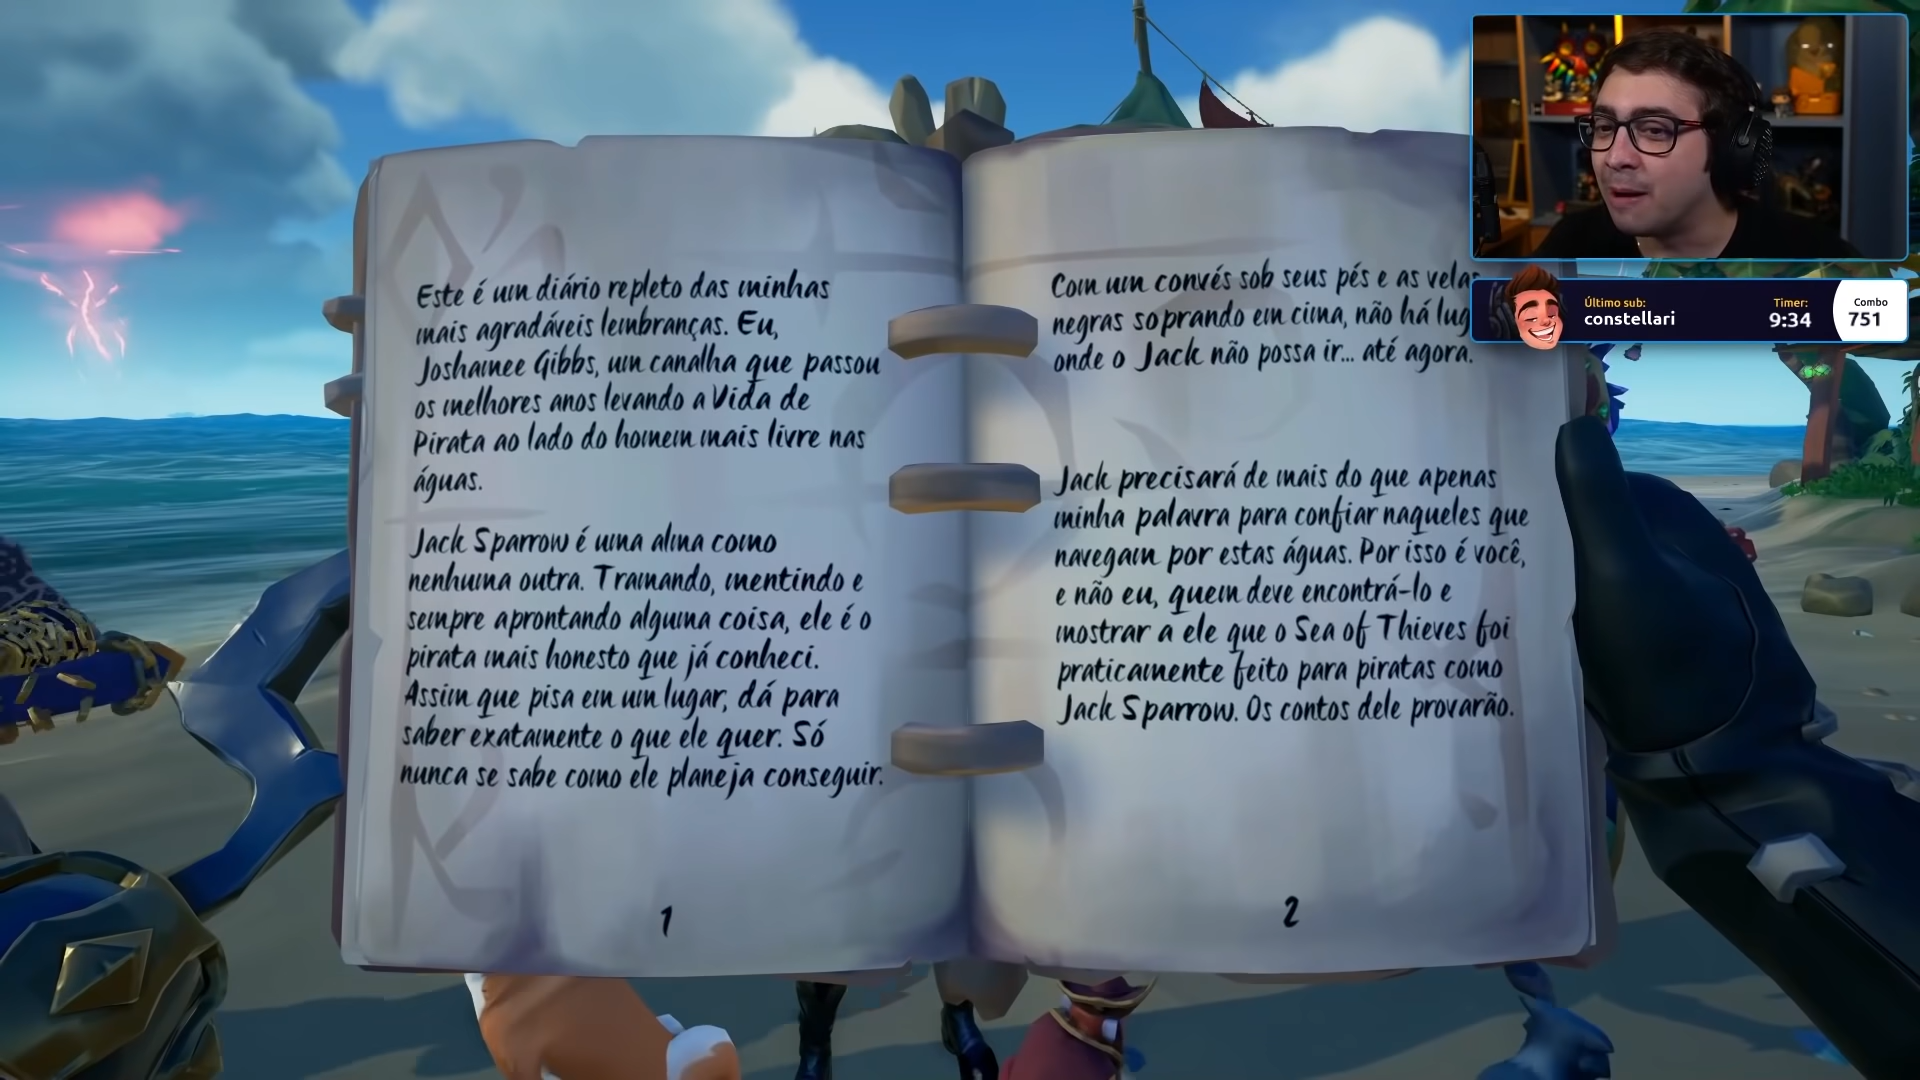 Este é um diário repleto das minhas
mais agradáveis lembranças. Eu,
Joshamee Gibbs, um canalha que passou
os melhores anos levando a Vida de
Pirata ao lado do homem mais livre nas
águas.
Jack Sparrow é uma alma como
nenhuma outra. Tramando, mentindo e
sempre aprontando alguma coisa, ele é o
pirata mais honesto que já conheci.
Assim que pisa em um lugar, dá para
saber exatamente o que ele quer. Só
nunca se sabe como ele planeja conseguir.
1
Com um convés sob seus pés e as velas
negras soprando em cima, não há lug
onde o Jack não possa ir... até agora.
Jack precisará de mais do que apenas
minha palavra para confiar naqueles que
navegam por estas águas. Por isso é você,
e não eu, quem deve encontrá-lo e
mostrar a ele que o Sea of Thieves foi
praticamente feito para piratas como
Jack Sparrow. Os contos dele provarão.
2
Último sub:
constellari
Timer:
9:34
Combo
751